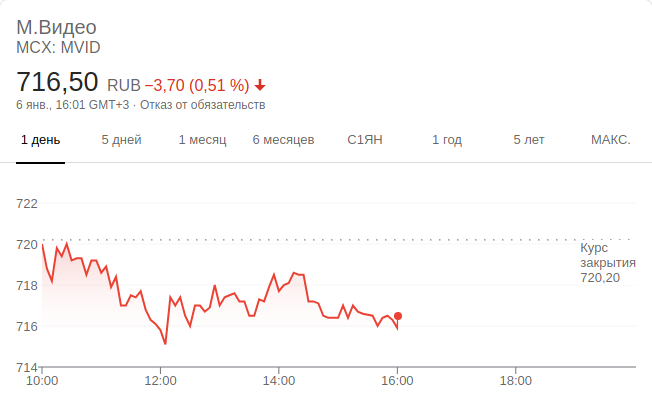 М.Видео
MCX: MVID
716,50 RUB −3,70 (0,51 %)
6 янв., 16:01 GMT+3 · Отказ от обязательств
1 день 5 дней 1 месяц 6 месяцев С1ЯН 1 год 5 лет МАКС.
722
720
Курс
закрытия
720,20
718
716
714
10:00 12:00 14:00 16:00 18:00